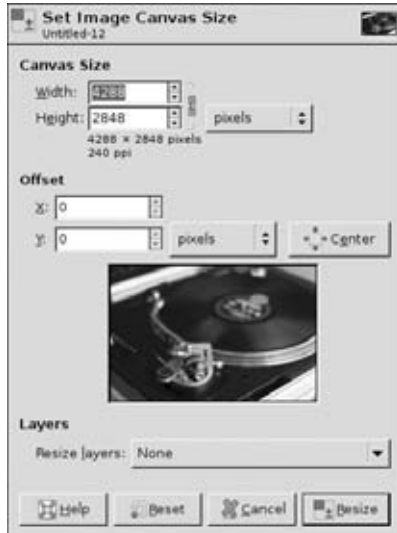 Set Image Canvas Size
Untitled-12
Canvas Size
Width: 4288
Height: 2848 pixels
4288 × 2848 pixels
240 ppi
Offset
X: 0
Y: 0 pixels Center
Layers
Resize layers: None
Help Reset Cancel Resize